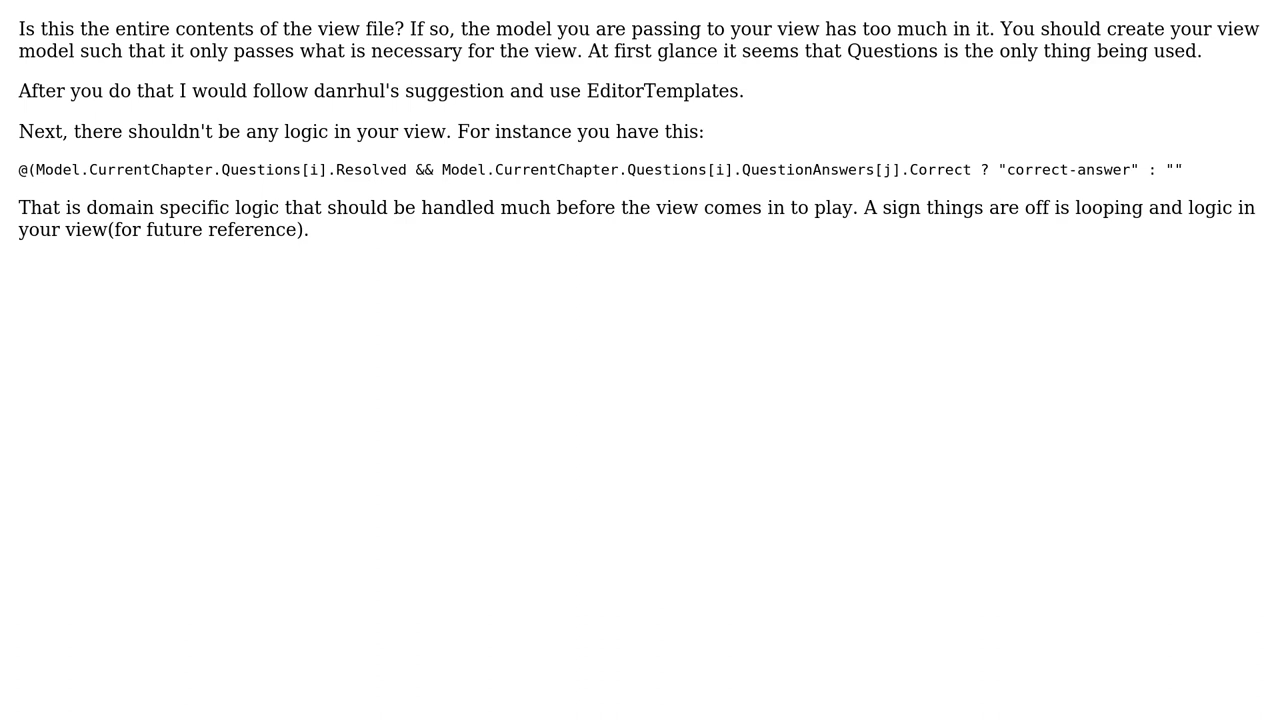 Is this the entire contents of the view file? If so, the model you are passing to your view has too much in it. You should create your view
model such that it only passes what is necessary for the view. At first glance it seems that Questions is the only thing being used.
After you do that I would follow danrhul's suggestion and use EditorTemplates.
Next, there shouldn't be any logic in your view. For instance you have this:
@(Model.CurrentChapter.Questions[i].Resolved && Model.CurrentChapter.Questions[i].QuestionAnswers[j].Correct ? "correct-answer" : ""
That is domain specific logic that should be handled much before the view comes in to play. A sign things are off is looping and logic in
your view(for future reference).